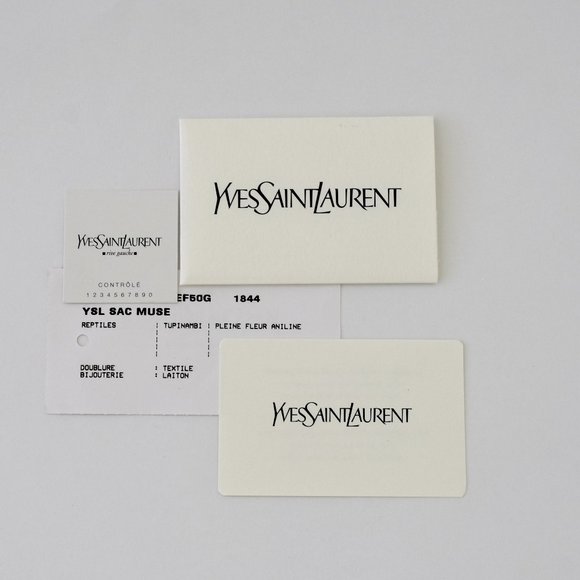 YVESSAINTLAURENT
YVESSAINTLAURENT
rive gauche
CONTRÔLE
1 2 3 4 5 6 7 8 9 0
EF50G 1844
YSL SAC MUSE
REPTILES | TUPINAMBI | PLEINE FLEUR ANILINE
DOUBLURE : TEXTILE
BIJOUTERIE : LAITON
YVESSAINTLAURENT